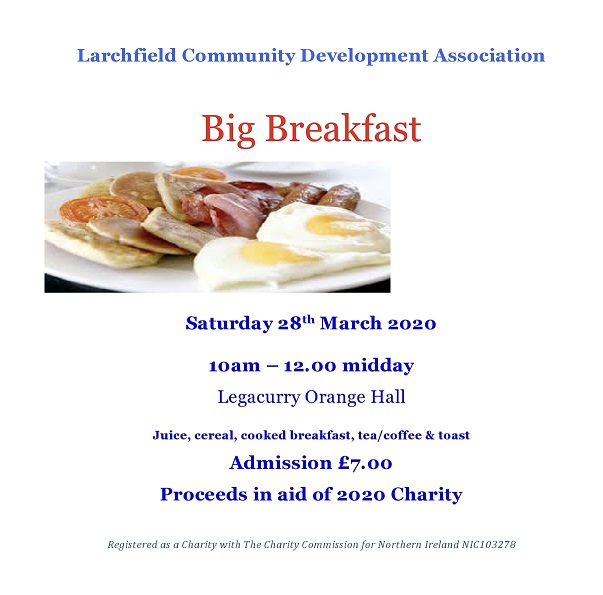 Larchfield Community Development Association
Big Breakfast
Saturday 28th March 2020
10am – 12.00 midday
Legacurry Orange Hall
Juice, cereal, cooked breakfast, tea/coffee & toast
Admission £7.00
Proceeds in aid of 2020 Charity
Registered as a Charity with The Charity Commission for Northern Ireland NIC103278